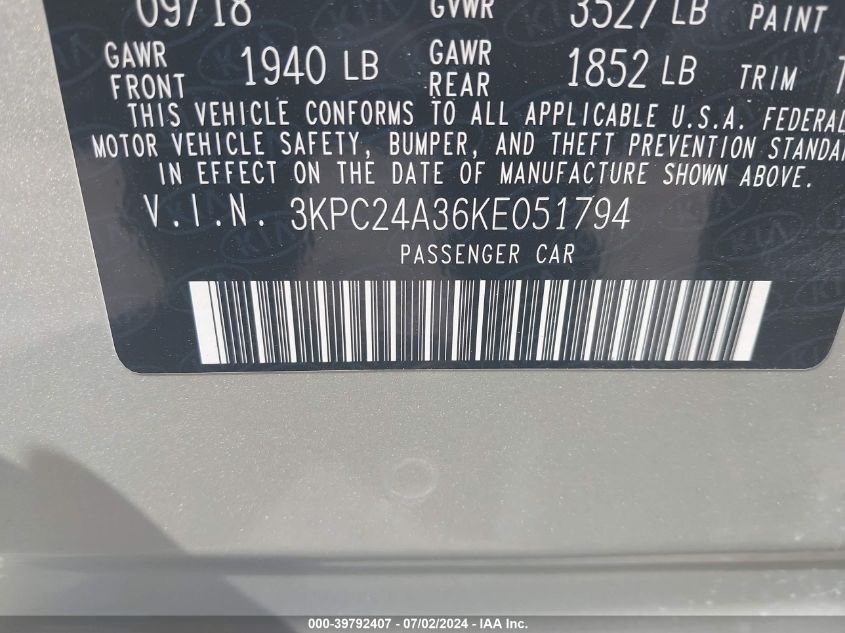 09/18 GVWR 3527 LB PAINT
GAWR FRONT 1940 LB GAWR REAR 1852 LB TRIM
THIS VEHICLE CONFORMS TO ALL APPLICABLE U.S.A. FEDERAL
MOTOR VEHICLE SAFETY, BUMPER, AND THEFT PREVENTION STANDA
IN EFFECT ON THE DATE OF MANUFACTURE SHOWN ABOVE.
V.I.N. 3KPC24A36KE051794
PASSENGER CAR
000-39792407 - 07/02/2024 - IAA Inc.